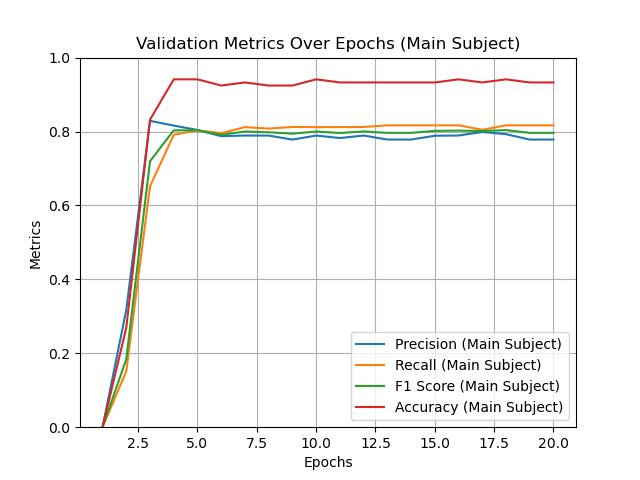 Validation Metrics Over Epochs (Main Subject)
1.0
0.8
0.6
0.4
0.2
0.0
Metrics
Precision (Main Subject)
Recall (Main Subject)
F1 Score (Main Subject)
Accuracy (Main Subject)
2.5 5.0 7.5 10.0 12.5 15.0 17.5 20.0
Epochs